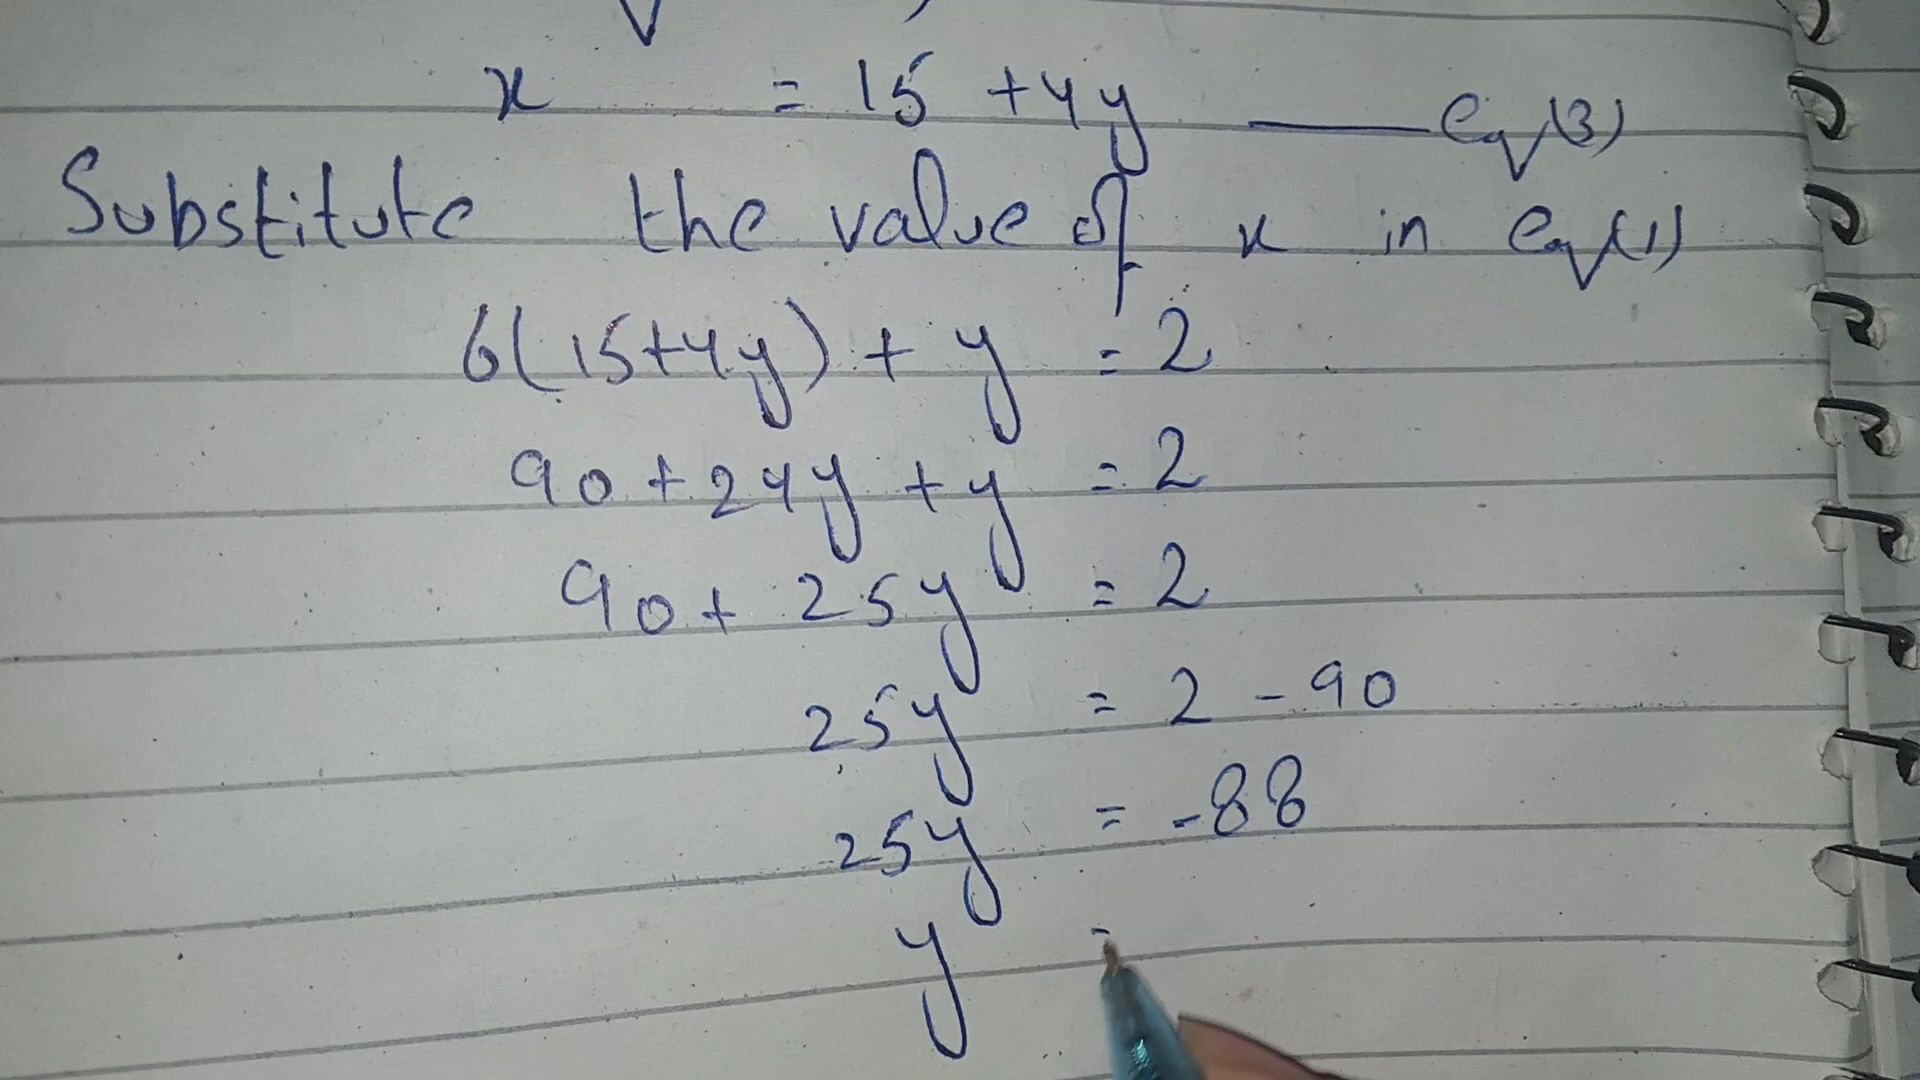 x = 15 + 4y —— eq(3)
Substitute the value of x in eq(1)
6(15+4y) + y = 2
90 + 24y + y = 2
90 + 25y = 2
25y = 2 - 90
25y = -88
y =